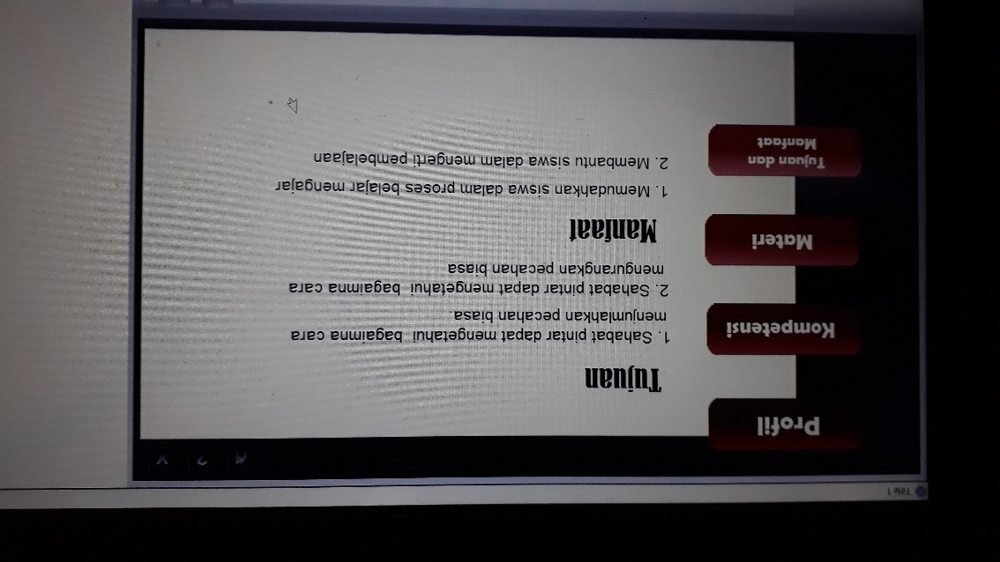 Title 1
Profil
Kompetensi
Materi
Tujuan dan
Manfaat
Tujuan
1. Sahabat pintar dapat mengetahui bagaimna cara
menjumlahkan pecahan biasa.
2. Sahabat pintar dapat mengetahui bagaimna cara
mengurangkan pecahan biasa
Manfaat
1. Memudahkan siswa dalam proses belajar mengajar
2. Membantu siswa dalam mengerti pembelajaan